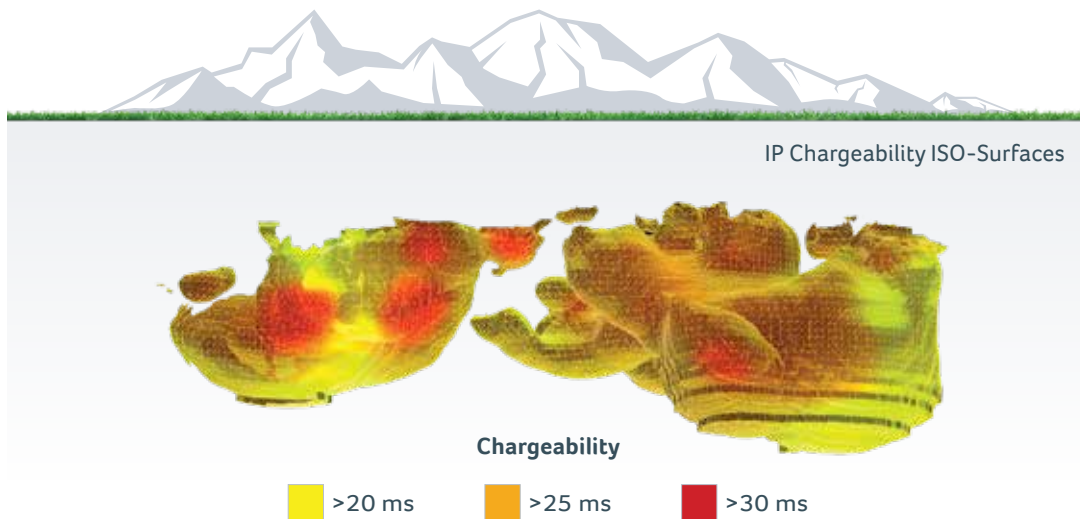 IP Chargeability ISO-Surfaces
Chargeability
>20 ms
>25 ms
>30 ms